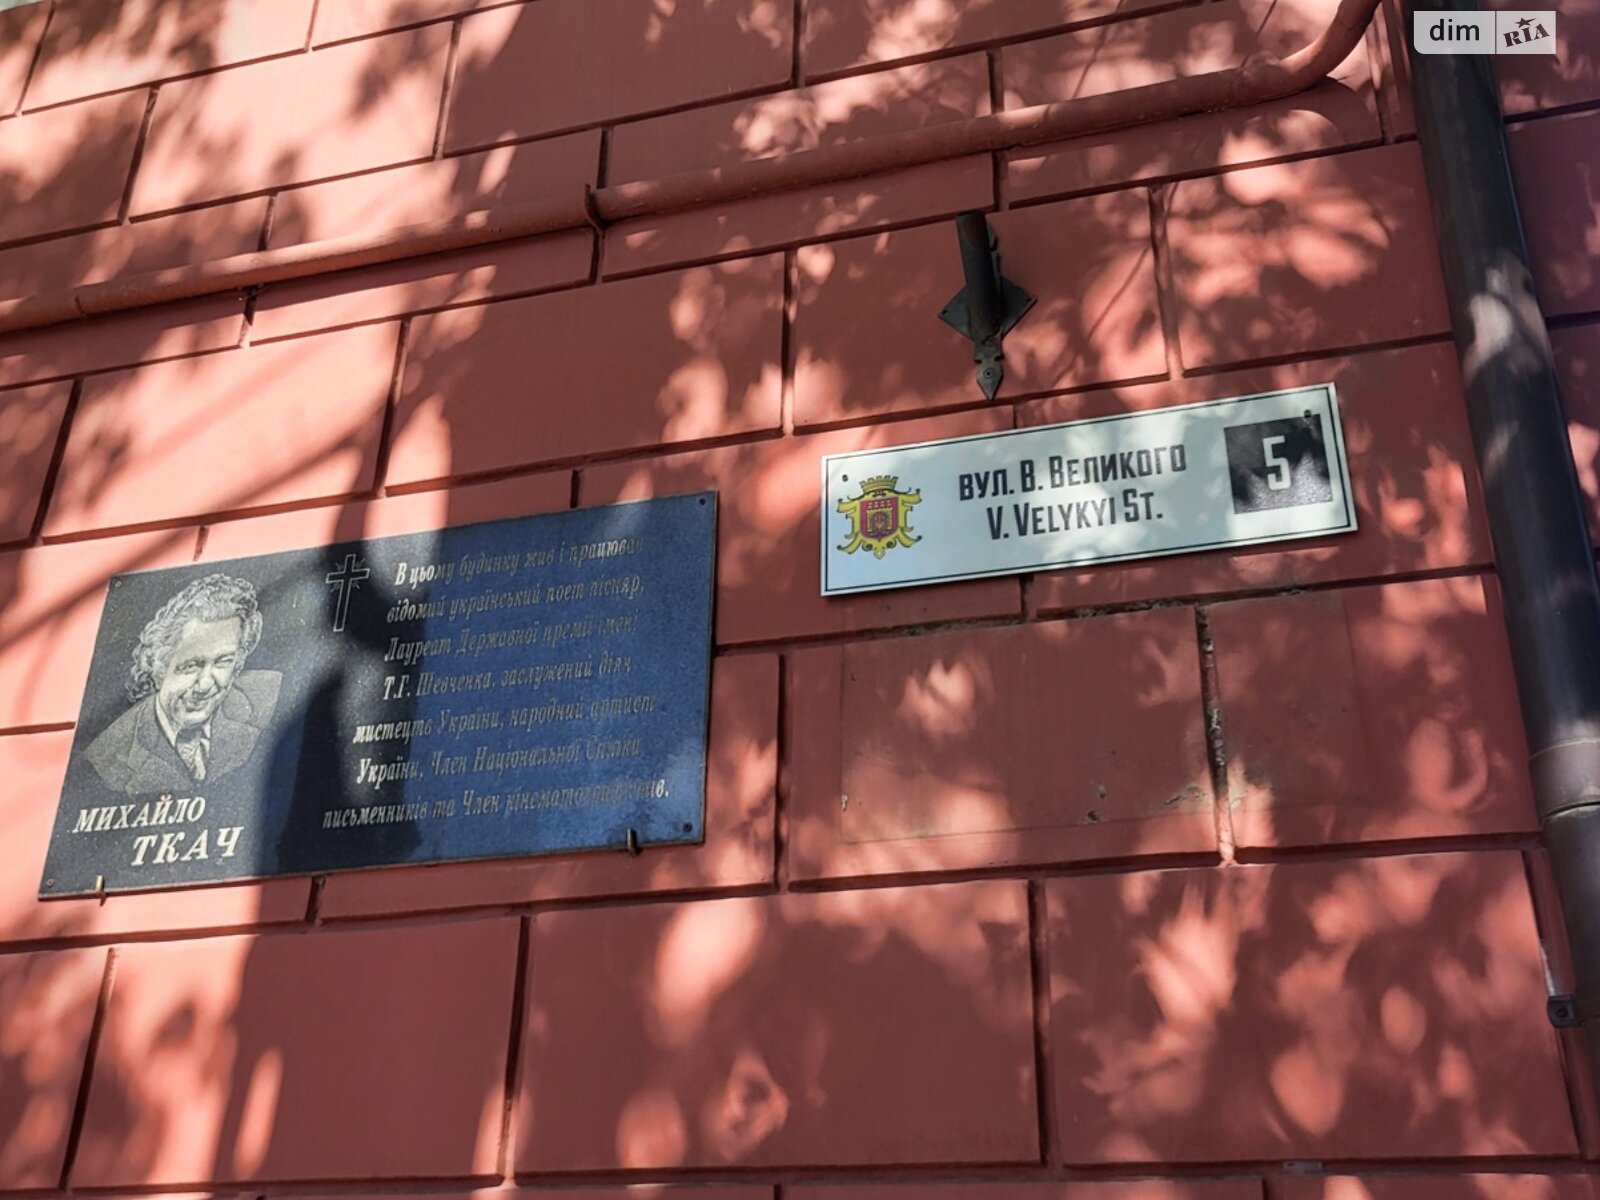 dim RIA
ВУЛ. В. ВЕЛИКОГО
V. VELYKYI ST.
5
В цьому будинку жив і працював
відомий український поет-пісняр,
Лауреат Державної премії імені
Т.Г. Шевченка, заслужений діяч
мистецтв України, народний артист
України, Член Національної Спілки
письменників та Член кінематографістів.
МИХАЙЛО
ТКАЧ